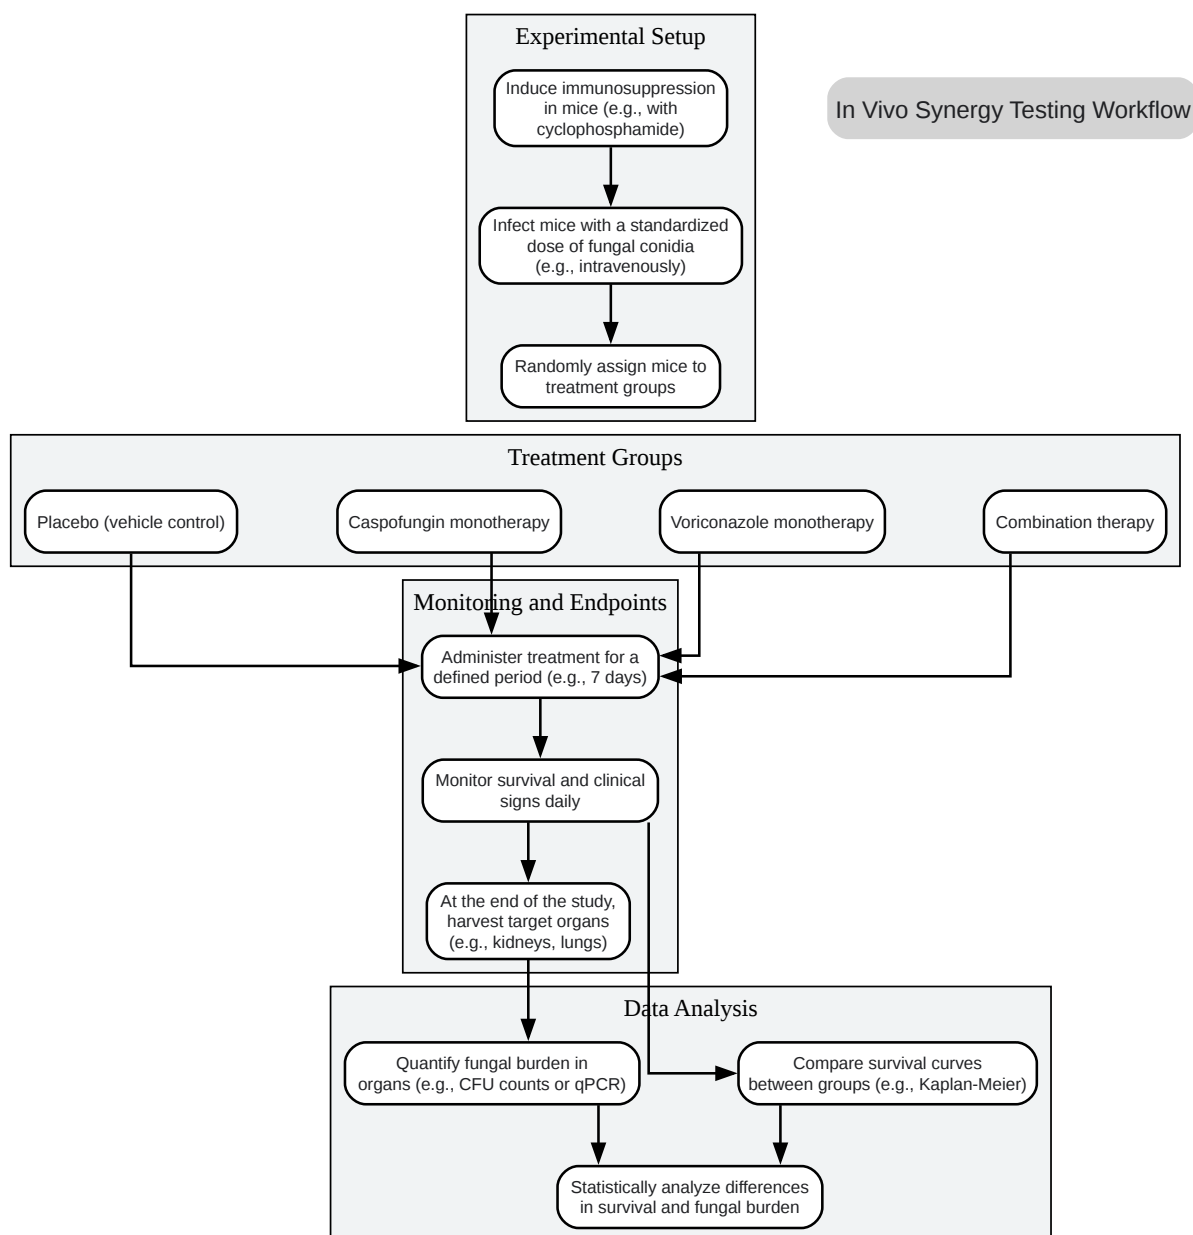 Experimental Setup
Induce immunosuppression
in mice (e.g., with
cyclophosphamide)
In Vivo Synergy Testing Workflow
Infect mice with a standardized
dose of fungal conidia
(e.g., intravenously)
Randomly assign mice to
treatment groups
Treatment Groups
Placebo (vehicle control)
Caspofungin monotherapy
Voriconazole monotherapy
Combination therapy
Monitoring and Endpoints
Administer treatment for a
defined period (e.g., 7 days)
Monitor survival and clinical
signs daily
At the end of the study,
harvest target organs
(e.g., kidneys, lungs)
Data Analysis
Quantify fungal burden in
organs (e.g., CFU counts or qPCR)
Compare survival curves
between groups (e.g., Kaplan-Meier)
Statistically analyze differences
in survival and fungal burden